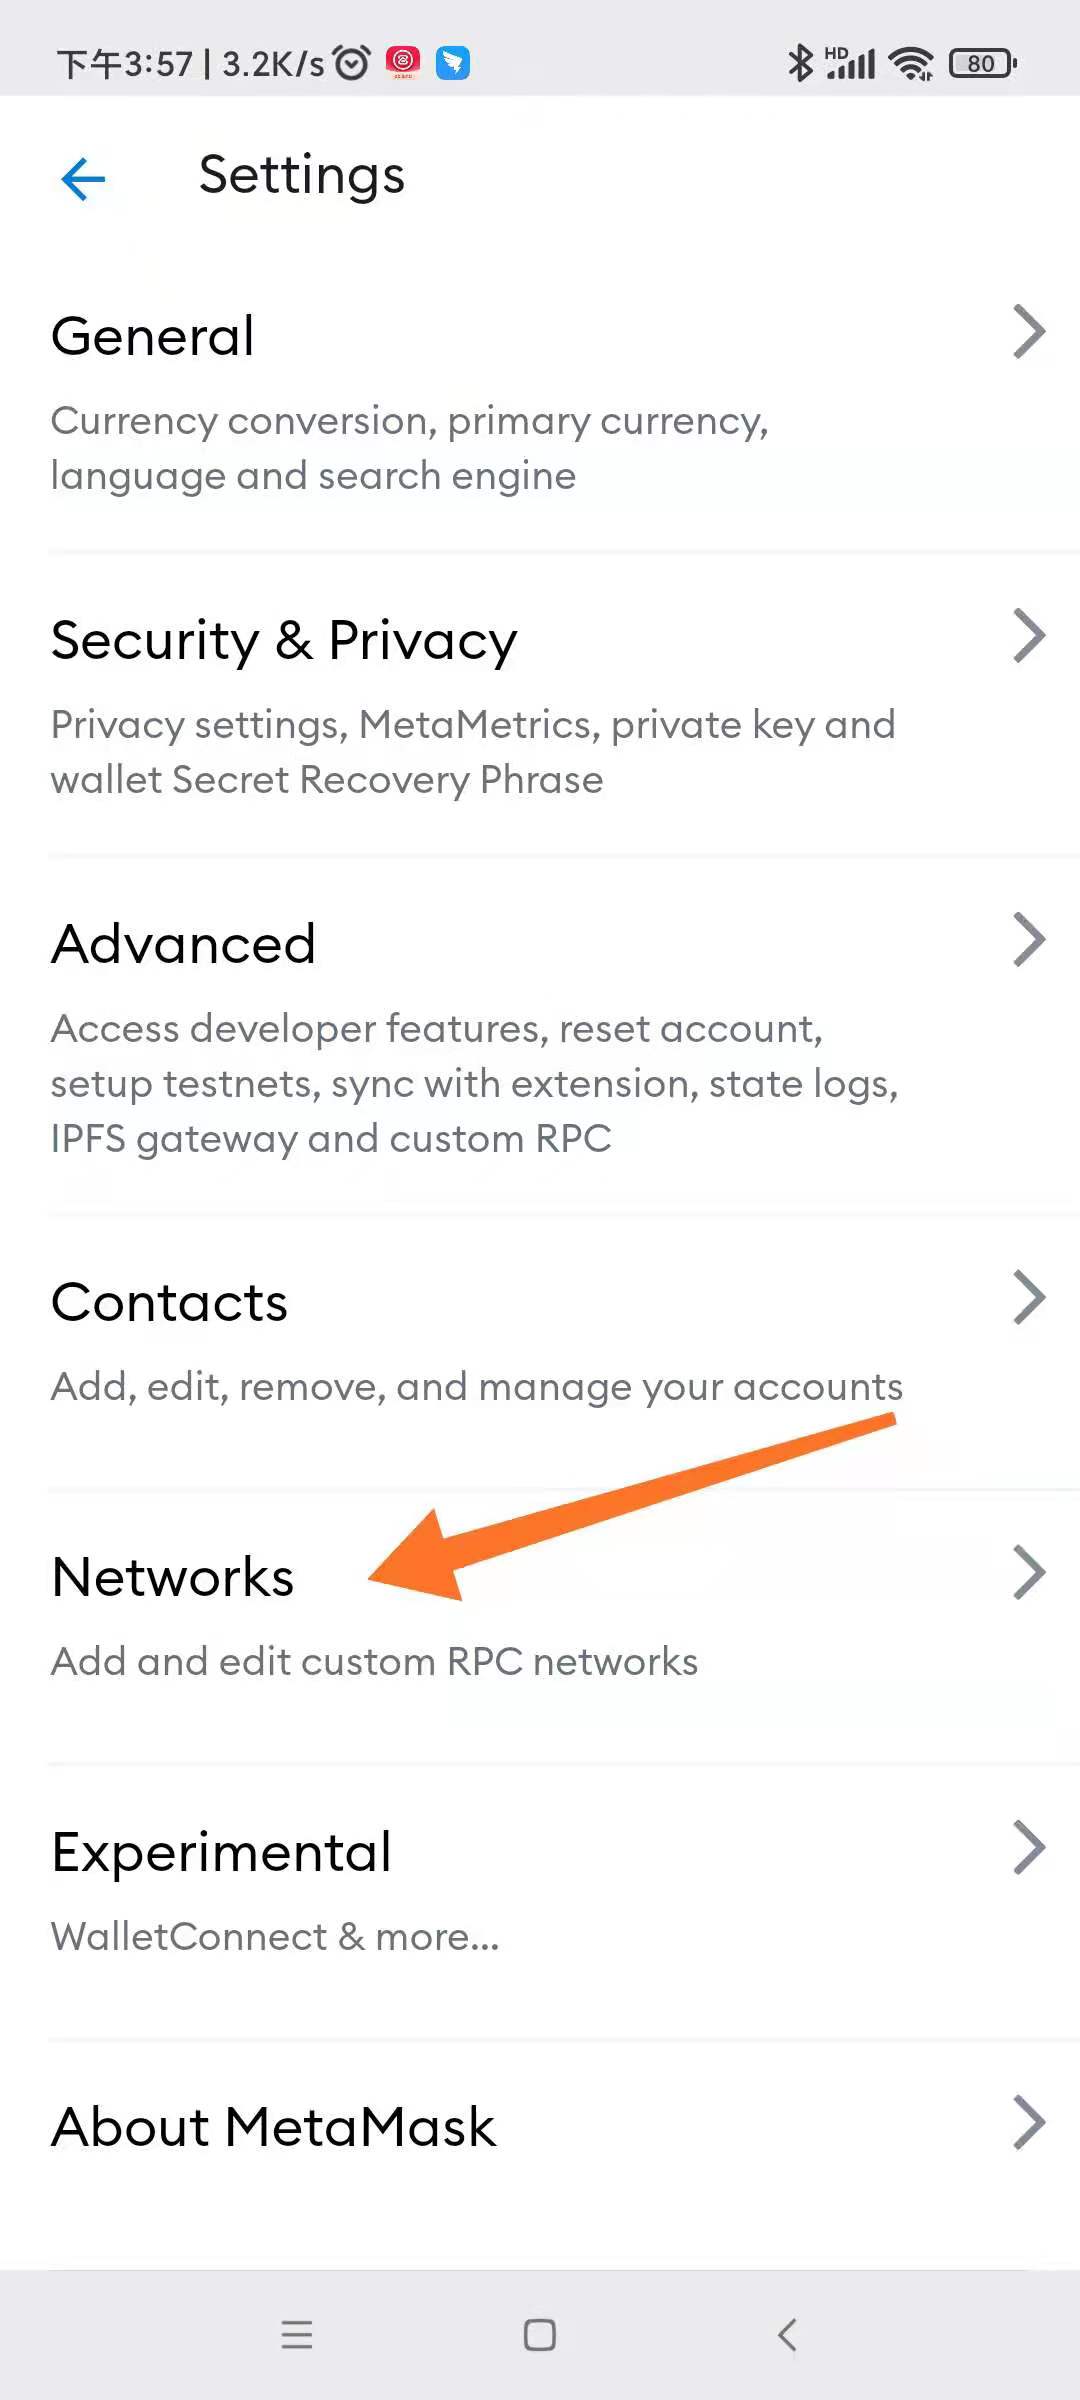 下午3:57 | 3.2K/s HD 80
Settings
General
Currency conversion, primary currency,
language and search engine
Security & Privacy
Privacy settings, MetaMetrics, private key and
wallet Secret Recovery Phrase
Advanced
Access developer features, reset account,
setup testnets, sync with extension, state logs,
IPFS gateway and custom RPC
Contacts
Add, edit, remove, and manage your accounts
Networks
Add and edit custom RPC networks
Experimental
WalletConnect & more...
About MetaMask